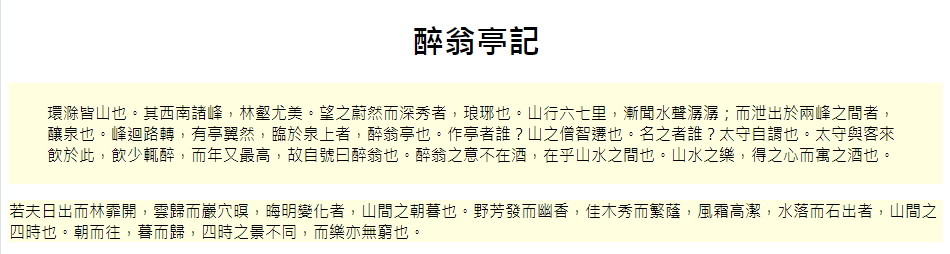 醉翁亭記
環滁皆山也。其西南諸峰，林壑尤美。望之蔚然而深秀者，琅琊也。山行六七里，漸聞水聲潺潺；而泄出於兩峰之間者，
釀泉也。峰迴路轉，有亭翼然，臨於泉上者，醉翁亭也。作亭者誰？山之僧智遷也。名之者誰？太守自謂也。太守與客來
飲於此，飲少輒醉，而年又最高，故自號曰醉翁也。醉翁之意不在酒，在乎山水之間也。山水之樂，得之心而寓之酒也。
若夫日出而林霏開，雲歸而巖穴暝，晦明變化者，山間之朝暮也。野芳發而幽香，佳木秀而繁蔭，風霜高潔，水落而石出者，山間之
四時也。朝而往，暮而歸，四時之景不同，而樂亦無窮也。